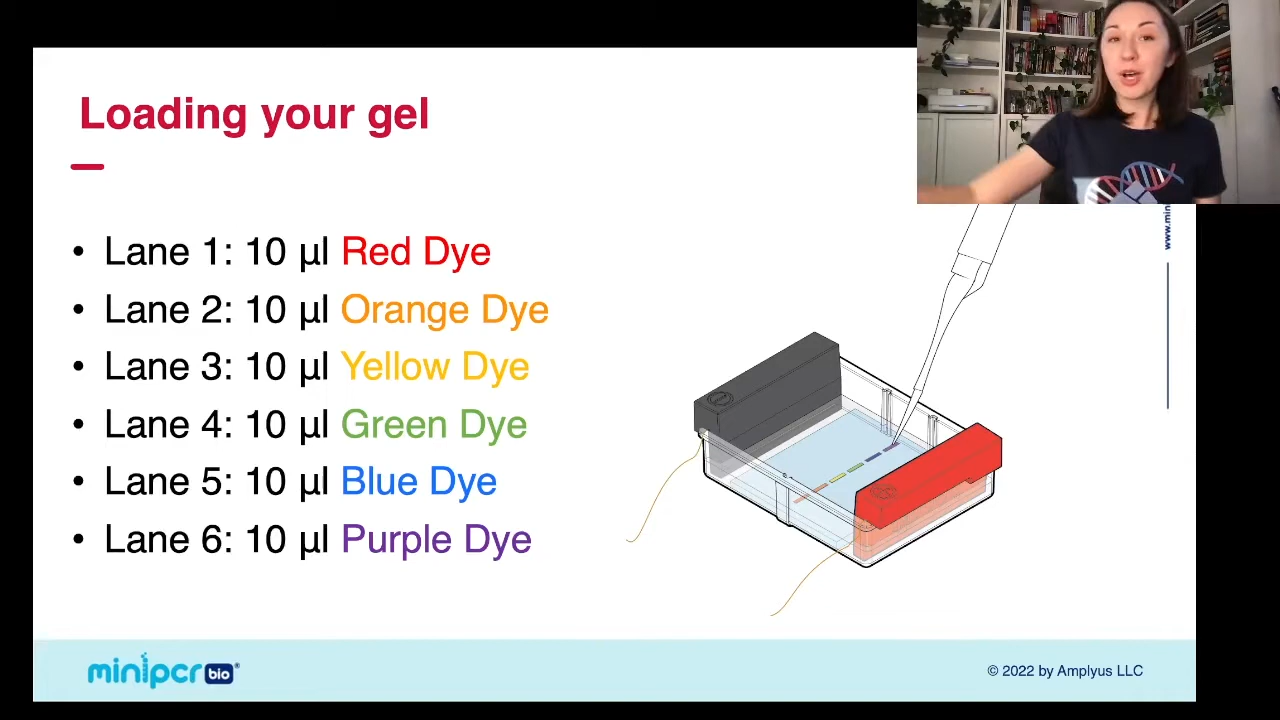 Loading your gel
• Lane 1: 10 µl Red Dye
• Lane 2: 10 µl Orange Dye
• Lane 3: 10 µl Yellow Dye
• Lane 4: 10 µl Green Dye
• Lane 5: 10 µl Blue Dye
• Lane 6: 10 µl Purple Dye
www.mini
minipcr bio®
© 2022 by Amplyus LLC